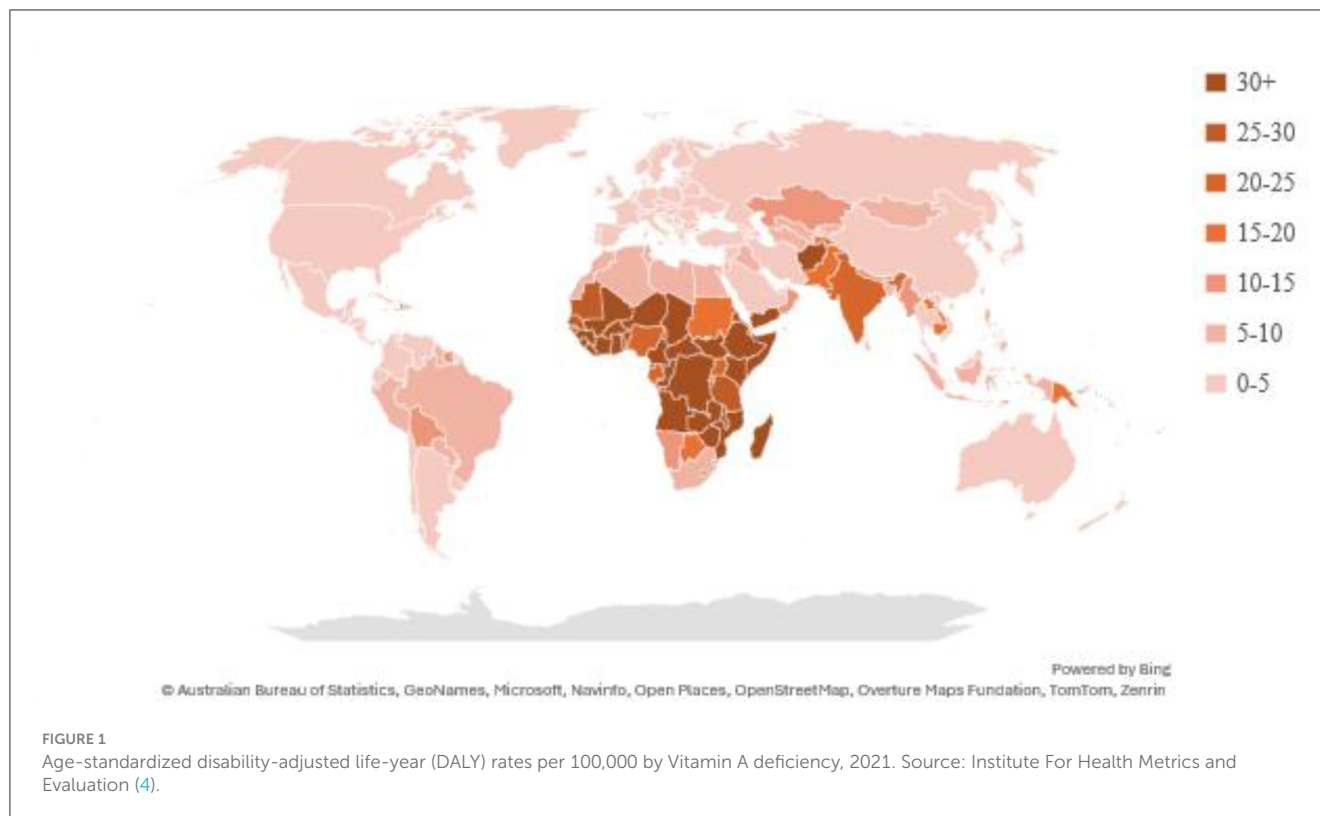 30+
25-30
20-25
15-20
10-15
5-10
0-5
Powered by Bing
© Australian Bureau of Statistics, GeoNames, Microsoft, Navinfo, Open Places, OpenStreetMap, Overture Maps Fundation, TomTom, Zenrin
FIGURE 1
Age-standardized disability-adjusted life-year (DALY) rates per 100,000 by Vitamin A deficiency, 2021. Source: Institute For Health Metrics and
Evaluation (4).